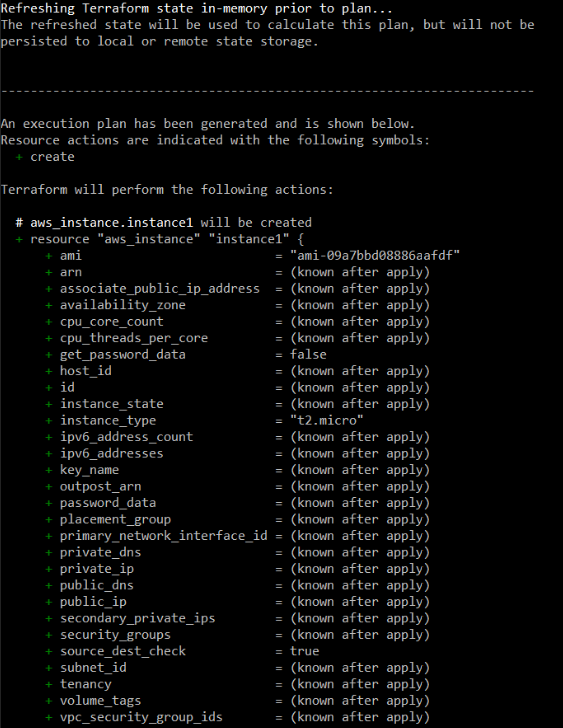 Refreshing Terraform state in-memory prior to plan...
The refreshed state will be used to calculate this plan, but will not be
persisted to local or remote state storage.
------------------------------------------------------------------------
An execution plan has been generated and is shown below.
Resource actions are indicated with the following symbols:
  + create
Terraform will perform the following actions:
  # aws_instance.instance1 will be created
  + resource "aws_instance" "instance1" {
      + ami                          = "ami-09a7bbd08886aafdf"
      + arn                          = (known after apply)
      + associate_public_ip_address  = (known after apply)
      + availability_zone            = (known after apply)
      + cpu_core_count               = (known after apply)
      + cpu_threads_per_core         = (known after apply)
      + get_password_data            = false
      + host_id                      = (known after apply)
      + id                           = (known after apply)
      + instance_state               = (known after apply)
      + instance_type                = "t2.micro"
      + ipv6_address_count           = (known after apply)
      + ipv6_addresses               = (known after apply)
      + key_name                     = (known after apply)
      + outpost_arn                  = (known after apply)
      + password_data                = (known after apply)
      + placement_group              = (known after apply)
      + primary_network_interface_id = (known after apply)
      + private_dns                  = (known after apply)
      + private_ip                   = (known after apply)
      + public_dns                   = (known after apply)
      + public_ip                    = (known after apply)
      + secondary_private_ips        = (known after apply)
      + security_groups              = (known after apply)
      + source_dest_check            = true
      + subnet_id                    = (known after apply)
      + tenancy                      = (known after apply)
      + volume_tags                  = (known after apply)
      + vpc_security_group_ids       = (known after apply)